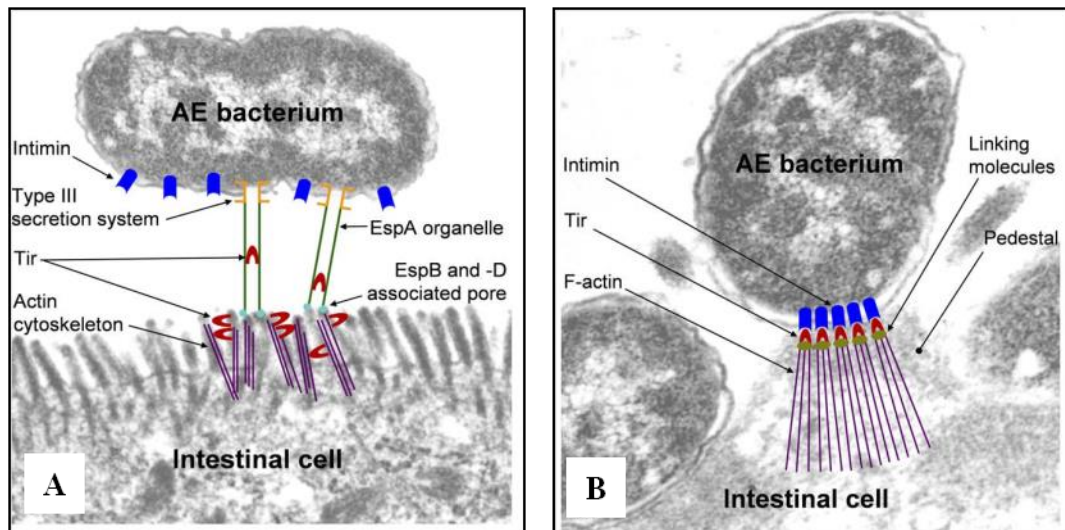 AE bacterium
Intimin
Type III
secretion system
EspA organelle
Tir
EspB and -D
associated pore
Actin
cytoskeleton
Intestinal cell
A
Linking
molecules
Intimin
AE bacterium
Tir
Pedestal
F-actin
Intestinal cell
B